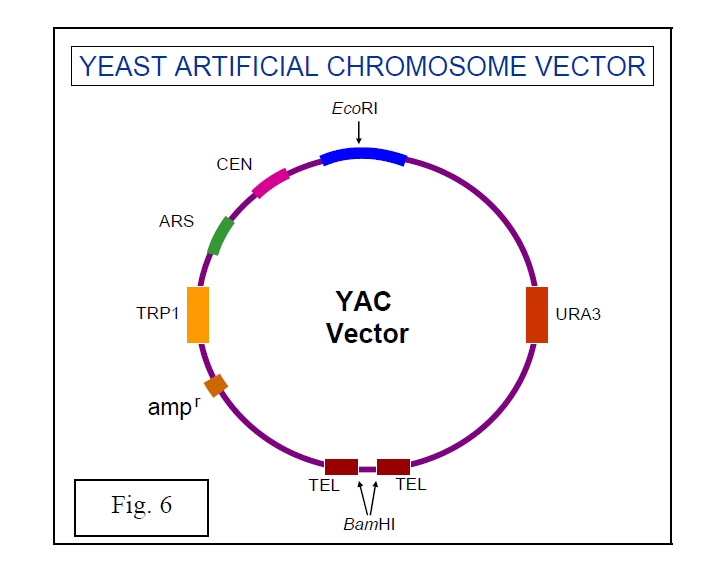 YEAST ARTIFICIAL CHROMOSOME VECTOR
EcoRI
CEN
ARS
TRP1
YAC
Vector
URA3
amp r
TEL
TEL
BamHI
Fig. 6